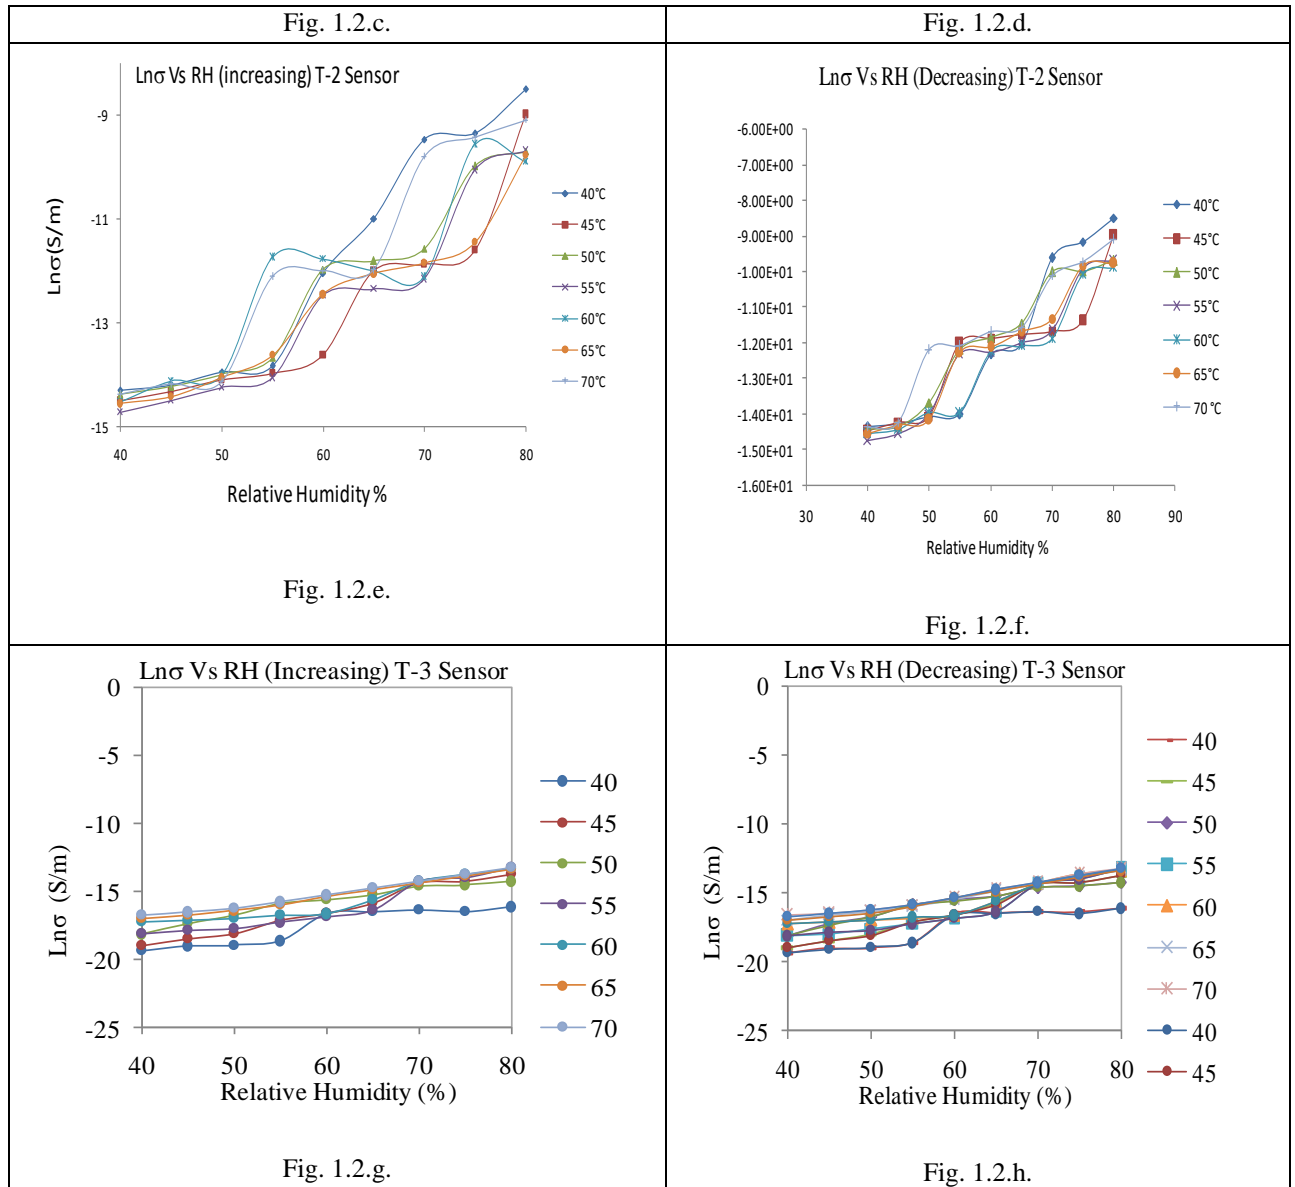 Fig. 1.2.c.
Fig. 1.2.d.
Lnσ Vs RH (increasing) T-2 Sensor
Lnσ(S/m)
-9
-11
-13
-15
40 50 60 70 80
Relative Humidity %
40°C
45°C
50°C
55°C
60°C
65°C
70°C
Fig. 1.2.e.
Lnσ Vs RH (Decreasing) T-2 Sensor
-6.00E+00
-7.00E+00
-8.00E+00
-9.00E+00
-1.00E+01
-1.10E+01
-1.20E+01
-1.30E+01
-1.40E+01
-1.50E+01
-1.60E+01
30 40 50 60 70 80 90
Relative Humidity %
40°C
45°C
50°C
55°C
60°C
65°C
70 °C
Fig. 1.2.f.
Lnσ Vs RH (Increasing) T-3 Sensor
Lnσ (S/m)
0
-5
-10
-15
-20
-25
40 50 60 70 80
Relative Humidity (%)
40
45
50
55
60
65
70
Fig. 1.2.g.
Lnσ Vs RH (Decreasing) T-3 Sensor
Lnσ (S/m)
0
-5
-10
-15
-20
-25
40 50 60 70 80
Relative Humidity (%)
40
45
50
55
60
65
70
40
45
Fig. 1.2.h.